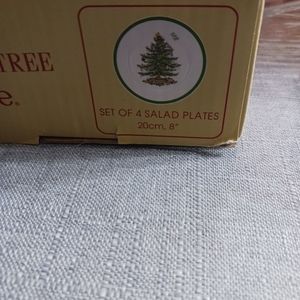 TREE
e®
SET OF 4 SALAD PLATES
20cm, 8"